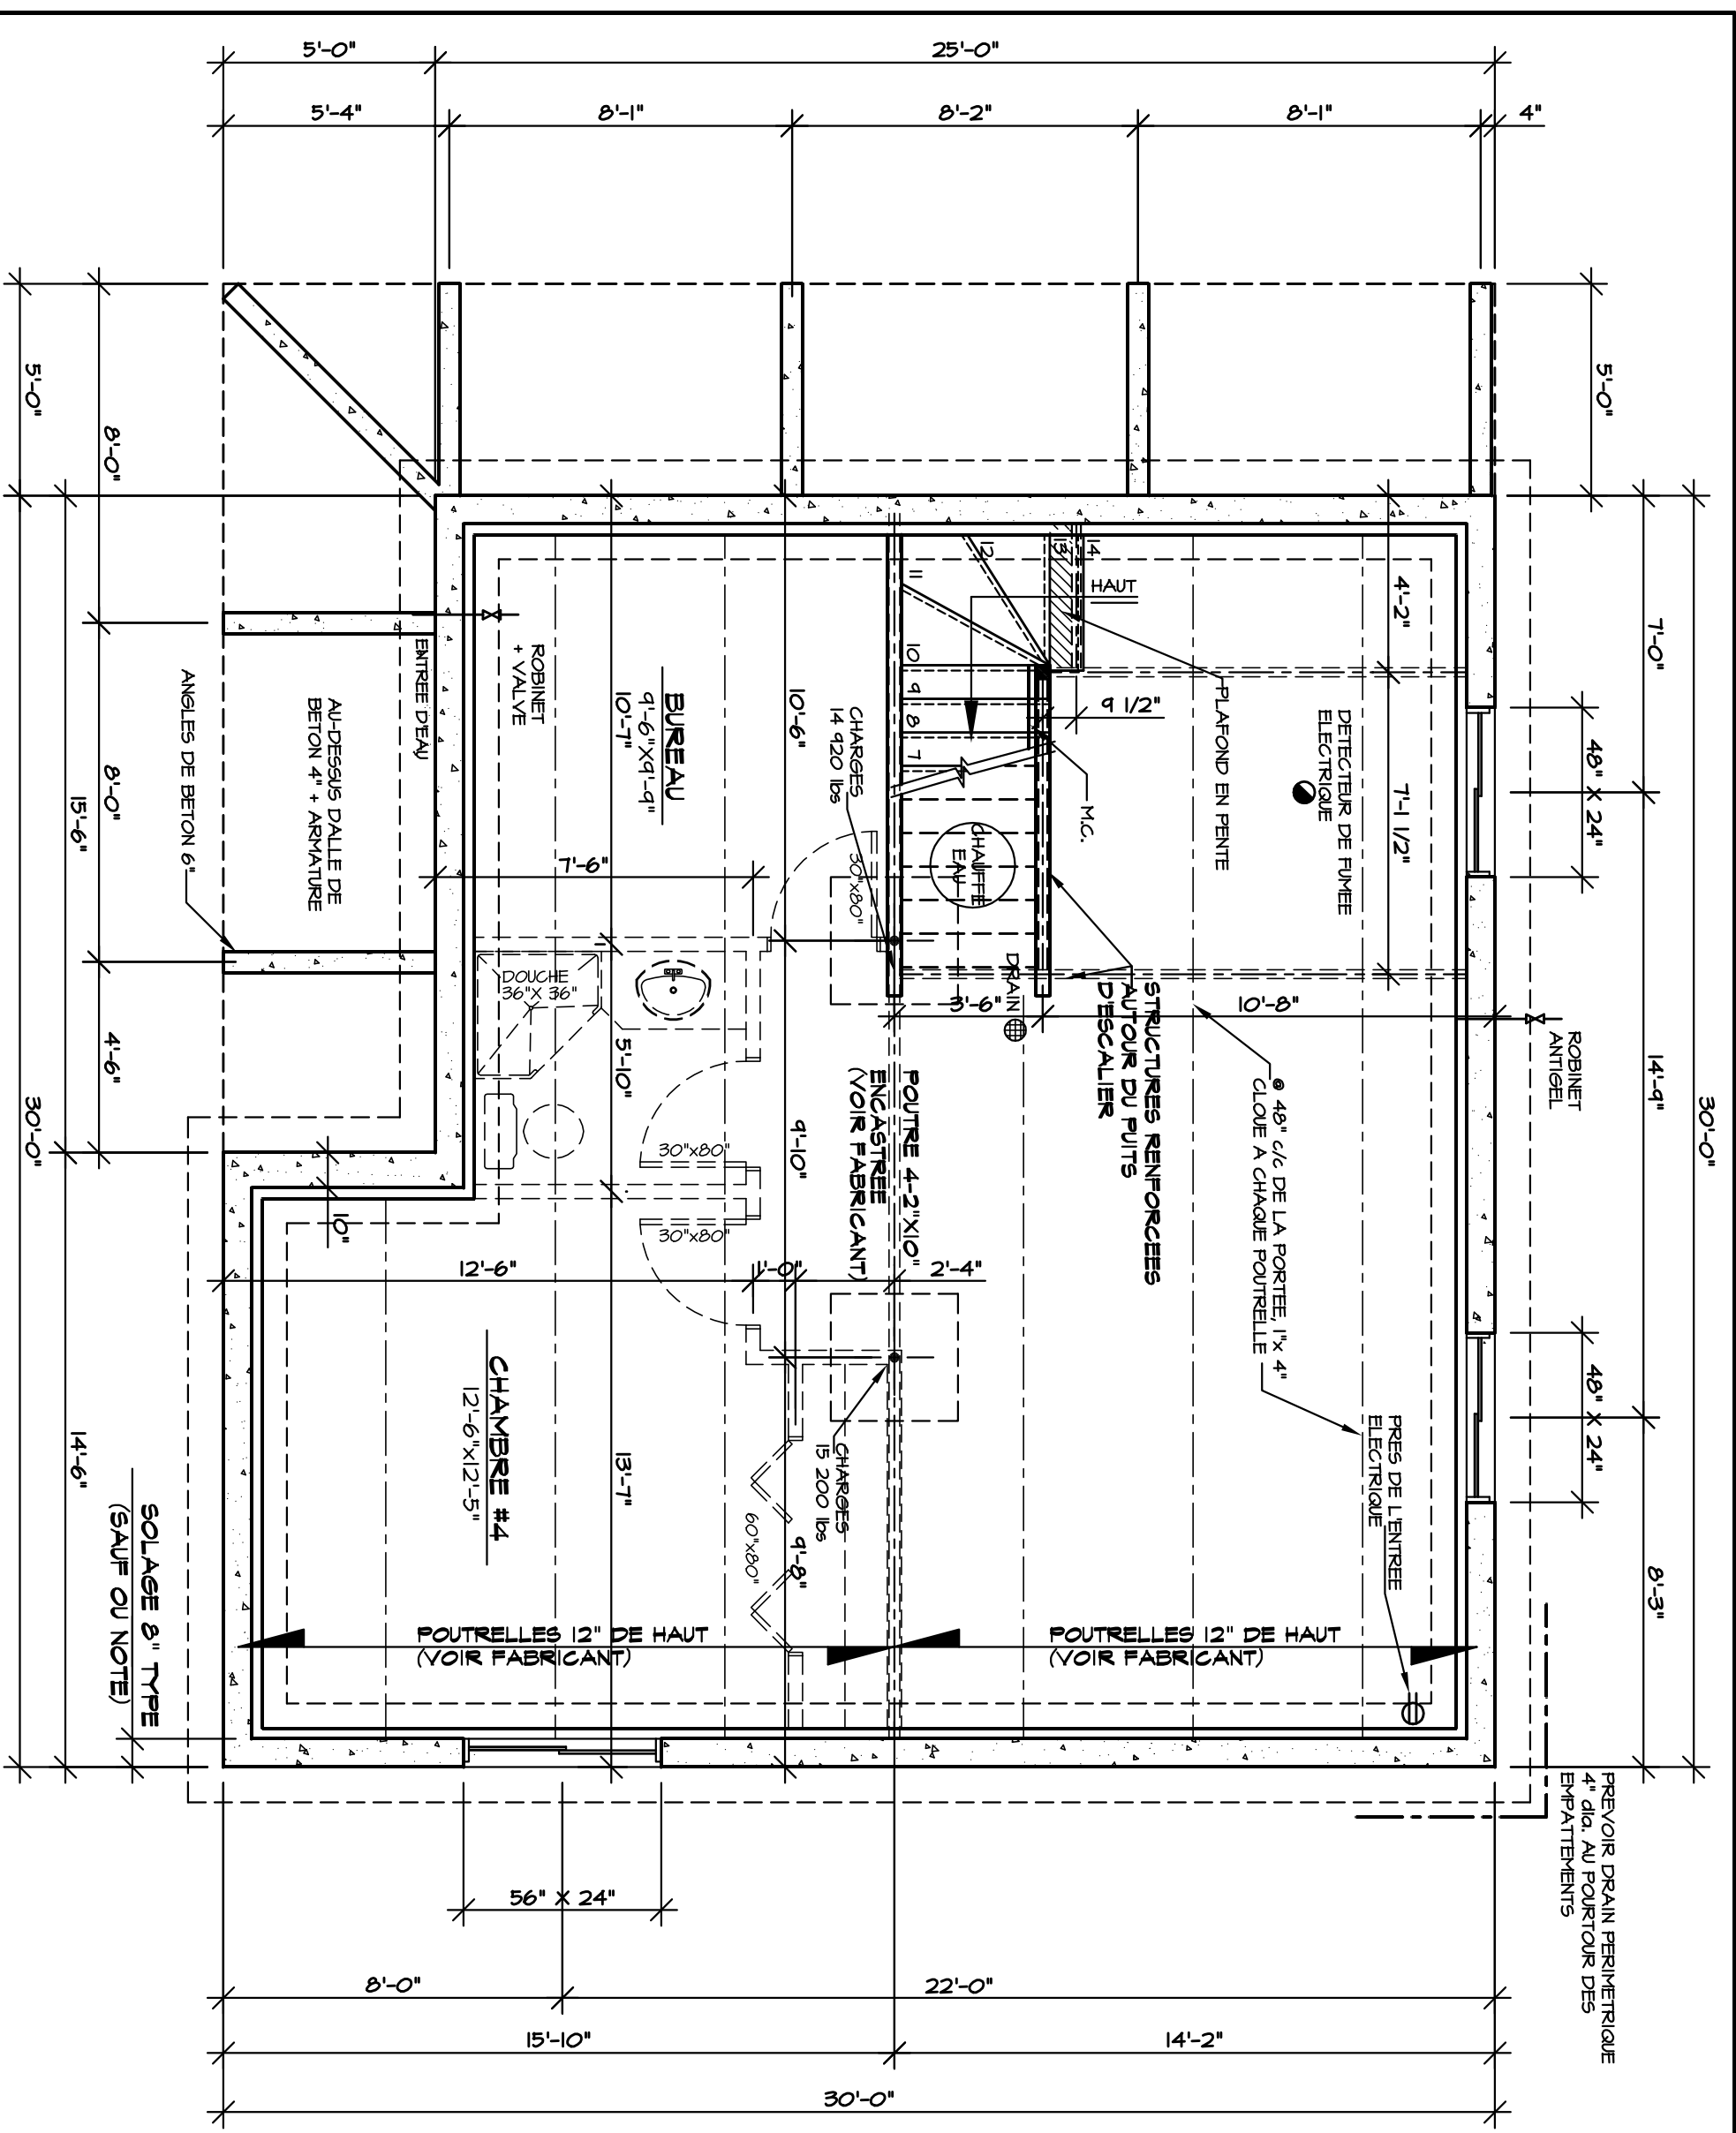 5'-0"
25'-0"
5'-4"
8'-1"
8'-2"
8'-1"
4"
5'-0"
8'-0"
5'-0"
7'-0"
30'-0"
48" X 24"
14'-9"
48" X 24"
8'-3"
4'-2"
7'-1 1/2"
14
13
12
11
10
9
8
7
HAUT
9 1/2"
PLAFOND EN PENTE
DETECTEUR DE FUMEE
ELECTRIQUE
M.C.
CHAUFFE
EAU
DRAIN
3'-6"
10'-8"
ROBINET
ANTIGEL
STRUCTURES RENFORCEES
AUTOUR DU PUITS
D'ESCALIER
@ 48" c/c DE LA PORTEE, 1"x 4"
CLOUE A CHAQUE POUTRELLE
POUTRE 4-2"X10"
ENCASTREE
(VOIR FABRICANT)
PRES DE L'ENTREE
ELECTRIQUE
ROBINET
+ VALVE
ENTREE D'EAU
BUREAU
9'-6"X9'-9"
10'-7"
10'-6"
CHARGES
14 920 lbs
30"x80"
7'-6"
DOUCHE
36"X 36"
5'-10"
9'-10"
30"x80"
30"x80"
12'-6"
1'-0"
2'-4"
10"
AU-DESSUS DALLE DE
BETON 4" + ARMATURE
ANGLES DE BETON 6"
8'-0"
15'-6"
4'-6"
30'-0"
14'-6"
CHAMBRE #4
12'-6"x12'-5"
13'-7"
CHARGES
15 200 lbs
60"x80"
9'-8"
POUTRELLES 12" DE HAUT
(VOIR FABRICANT)
POUTRELLES 12" DE HAUT
(VOIR FABRICANT)
SOLAGE 8" TYPE
(SAUF OU NOTE)
PREVOIR DRAIN PERIMETRIQUE
4" dia. AU POURTOUR DES
EMPATTEMENTS
56" X 24"
8'-0"
22'-0"
15'-10"
14'-2"
30'-0"